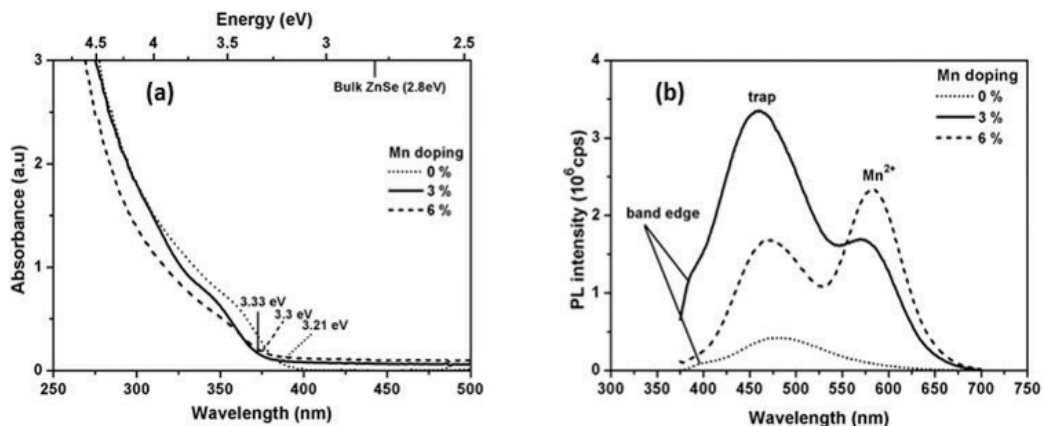 Energy (eV)
4.5 4 3.5 3 2.5
3
(a)
Bulk ZnSe (2.8eV)
Mn doping
0 %
3 %
6 %
2
1
0
Absorbance (a.u)
3.33 eV
3.3 eV
3.21 eV
250 300 350 400 450 500
Wavelength (nm)
4
(b)
Mn doping
0 %
3 %
6 %
trap
Mn²⁺
band edge
3
2
1
0
PL intensity (10⁶cps)
300 350 400 450 500 550 600 650 700 750
Wavelength (nm)